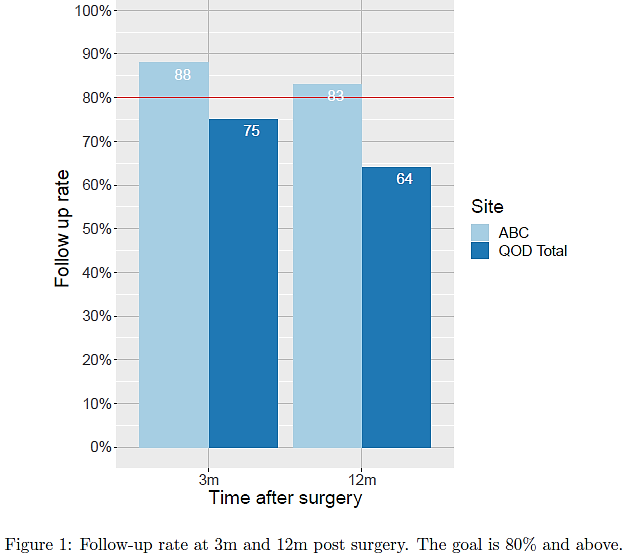 100%
90%
80%
70%
60%
50%
40%
30%
20%
10%
0%
Follow up rate
88
75
83
64
3m
12m
Time after surgery
Site
ABC
QOD Total
Figure 1: Follow-up rate at 3m and 12m post surgery. The goal is 80% and above.